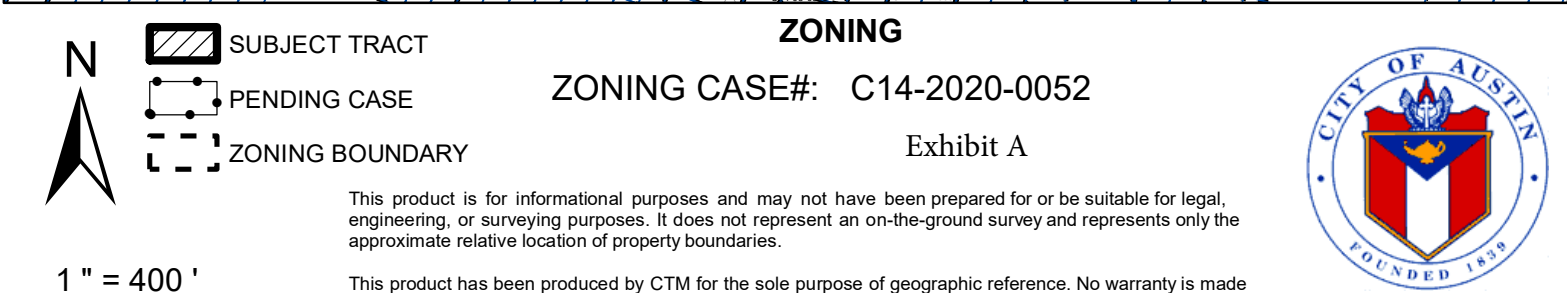 ZONING
N
SUBJECT TRACT
PENDING CASE
ZONING BOUNDARY
ZONING CASE#: C14-2020-0052
Exhibit A
This product is for informational purposes and may not have been prepared for or be suitable for legal,
engineering, or surveying purposes. It does not represent an on-the-ground survey and represents only the
approximate relative location of property boundaries.
1 " = 400 '
This product has been produced by CTM for the sole purpose of geographic reference. No warranty is made
CITY OF AUSTIN
FOUNDED 1839